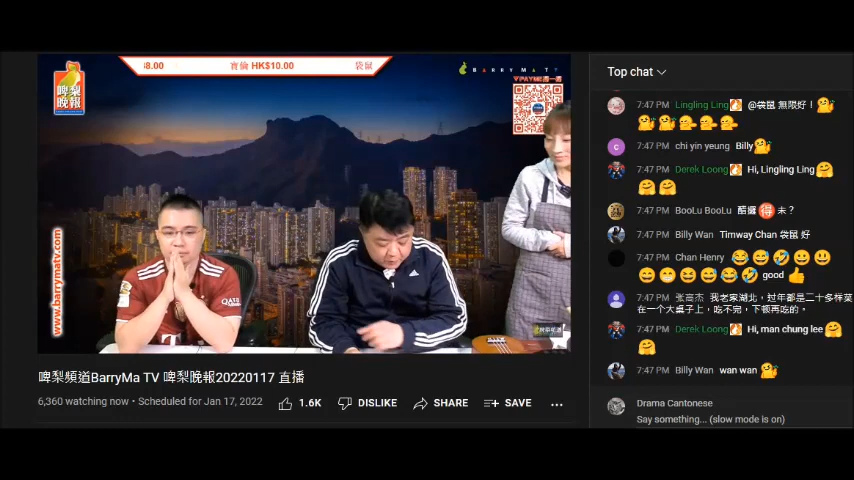 8.00 盲倫 HK$10.00 袋鼠
啤梨
晚報
BARRYMATV
www.barrymatv.com
QATAR
啤梨頻道BarryMa TV 啤梨晚報20220117 直播
6,360 watching now • Scheduled for Jan 17, 2022
1.6K DISLIKE SHARE SAVE ...
Top chat
7:47 PM Lingling Ling @袋鼠 無限好！
7:47 PM chi yin yeung Billy
7:47 PM Derek Loong Hi, Lingling Ling
7:47 PM BooLu BooLu 醋孏 得 未？
7:47 PM Billy Wan Timway Chan 袋鼠 好
7:47 PM Chan Henry good
7:47 PM 张高杰 我老家湖北，过年都是二十多样菜
在一个大桌子上，吃不完，下顿再吃的。
7:47 PM Derek Loong Hi, man chung lee
7:47 PM Billy Wan wan wan
Drama Cantonese
Say something... (slow mode is on)